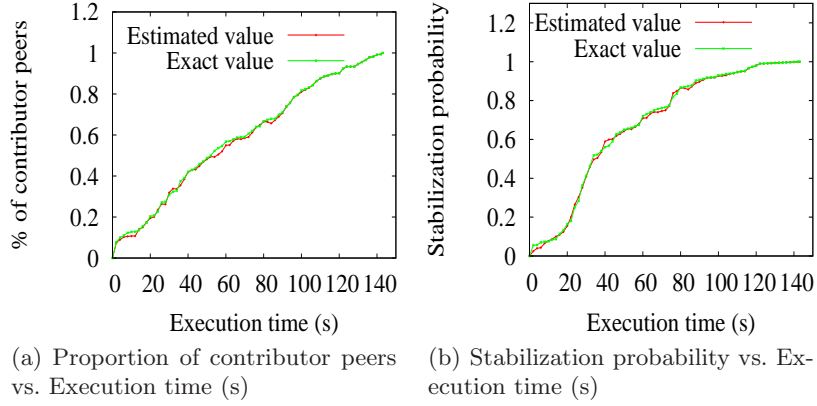 % of contributor peers
1.2
1
0.8
0.6
0.4
0.2
0
Estimated value
Exact value
0 20 40 60 80 100 120 140
Execution time (s)
(a) Proportion of contributor peers
vs. Execution time (s)
Stabilization probability
1.2
1
0.8
0.6
0.4
0.2
0
Estimated value
Exact value
0 20 40 60 80 100 120 140
Execution time (s)
(b) Stabilization probability vs. Ex-
ecution time (s)